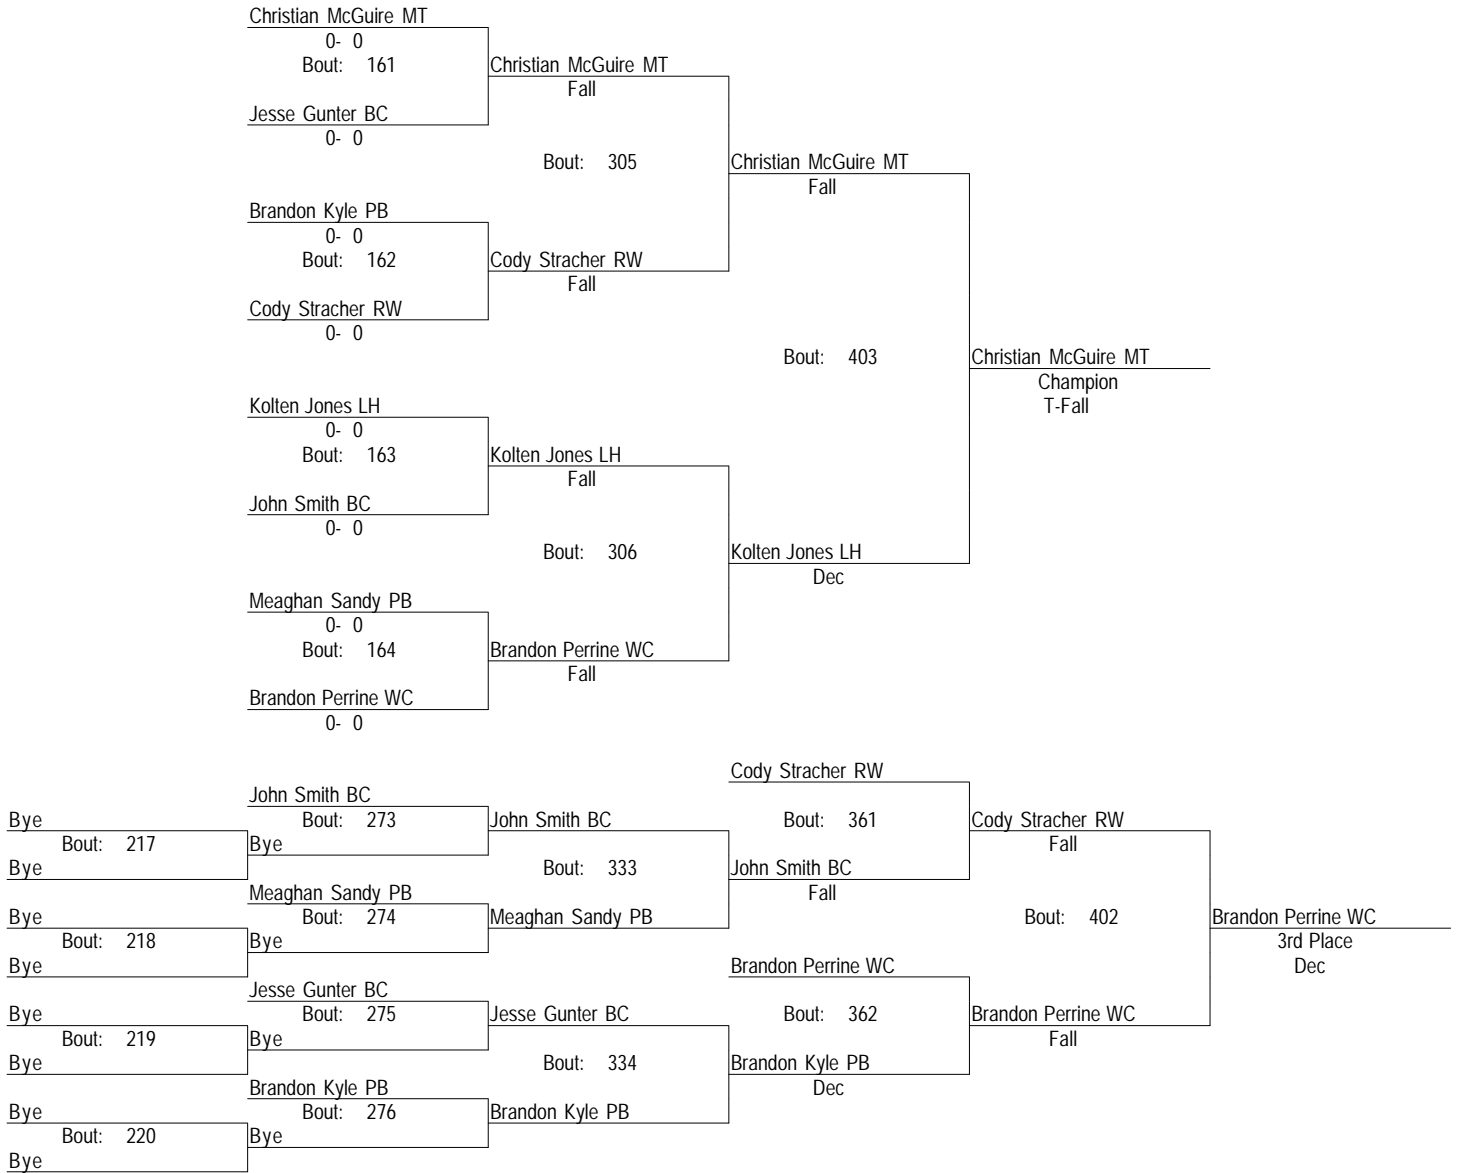 Christian McGuire MT
0- 0
Bout: 161
Christian McGuire MT
Fall
Jesse Gunter BC
0- 0
Bout: 305
Christian McGuire MT
Fall
Brandon Kyle PB
0- 0
Bout: 162
Cody Stracher RW
Fall
Cody Stracher RW
0- 0
Bout: 403
Christian McGuire MT
Champion
T-Fall
Kolten Jones LH
0- 0
Bout: 163
Kolten Jones LH
Fall
John Smith BC
0- 0
Bout: 306
Kolten Jones LH
Dec
Meaghan Sandy PB
0- 0
Bout: 164
Brandon Perrine WC
Fall
Brandon Perrine WC
0- 0
Cody Stracher RW
John Smith BC
Bye
Bout: 273
John Smith BC
Bout: 361
Cody Stracher RW
Bout: 217
Bye
Fall
Bye
Bout: 333
John Smith BC
Fall
Meaghan Sandy PB
Bye
Bout: 274
Meaghan Sandy PB
Bout: 402
Brandon Perrine WC
Bout: 218
Bye
3rd Place
Bye
Brandon Perrine WC
Dec
Jesse Gunter BC
Bye
Bout: 275
Jesse Gunter BC
Bout: 362
Brandon Perrine WC
Bout: 219
Bye
Fall
Bye
Bout: 334
Brandon Kyle PB
Dec
Brandon Kyle PB
Bye
Bout: 276
Brandon Kyle PB
Bout: 220
Bye
Bye